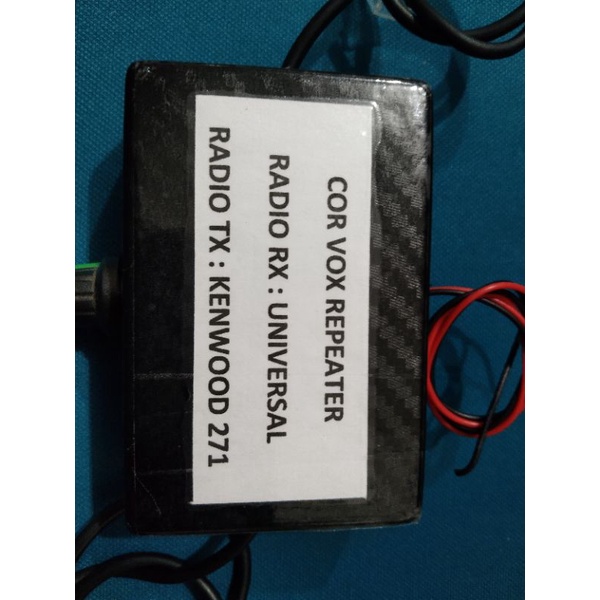 COR VOX REPEATER
RADIO RX : UNIVERSAL
RADIO TX : KENWOOD 271